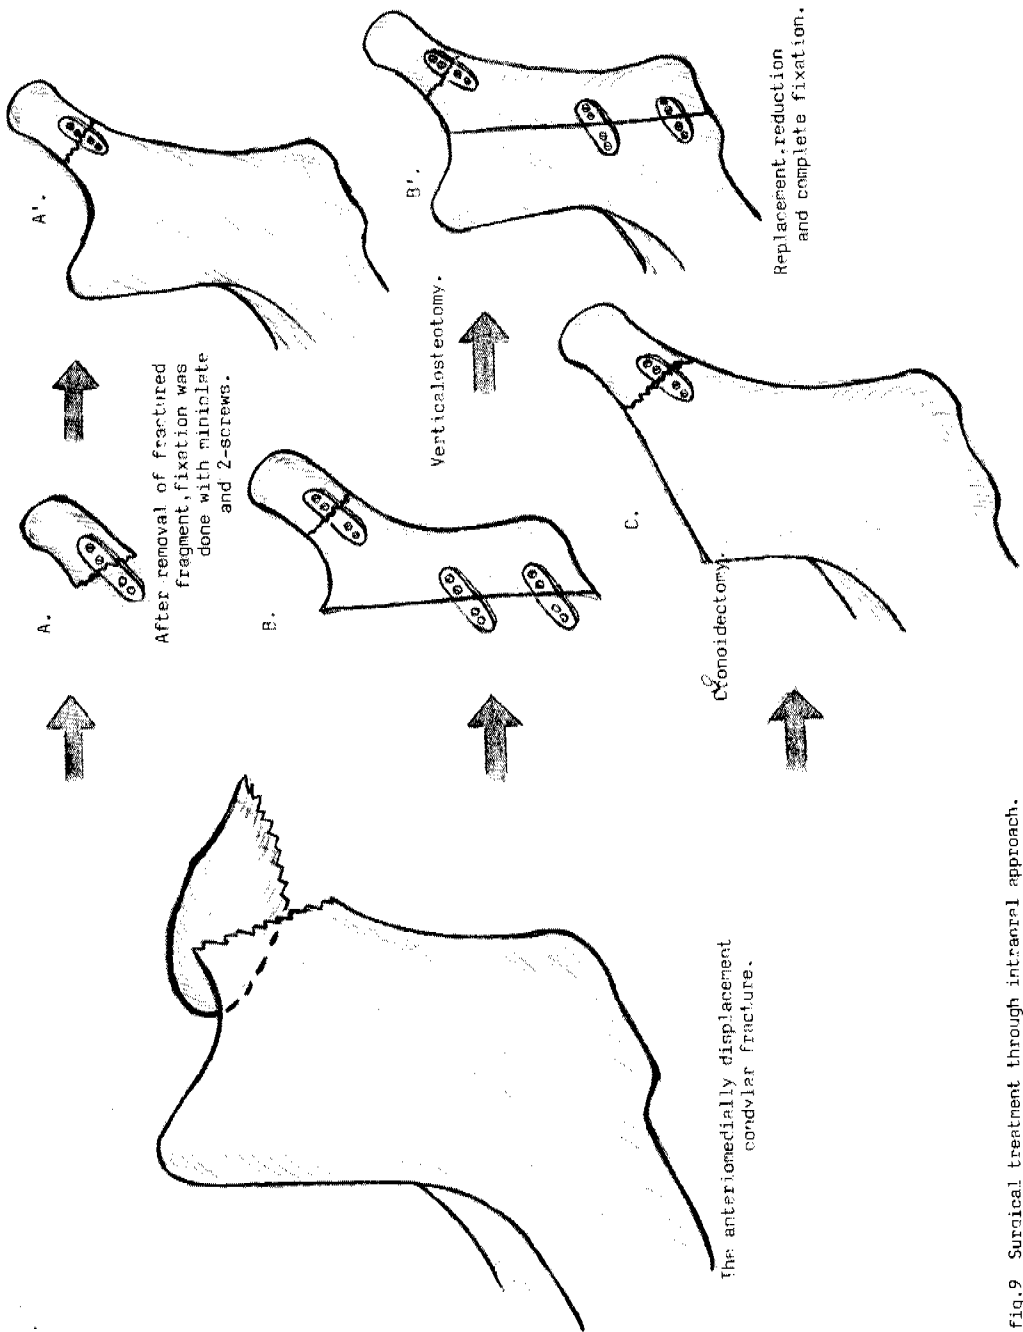 A.
A'.
After removal of fractured
fragment,fixation was
done with miniplate
and 2-screws.
B.
B'.
Verticalosteotomy.
C.
Coronoidectomy.
The anteriomedially displacement
condylar fracture.
Replacement,reduction
and complete fixation.
fig.9 Surgical treatment through intraoral approach.